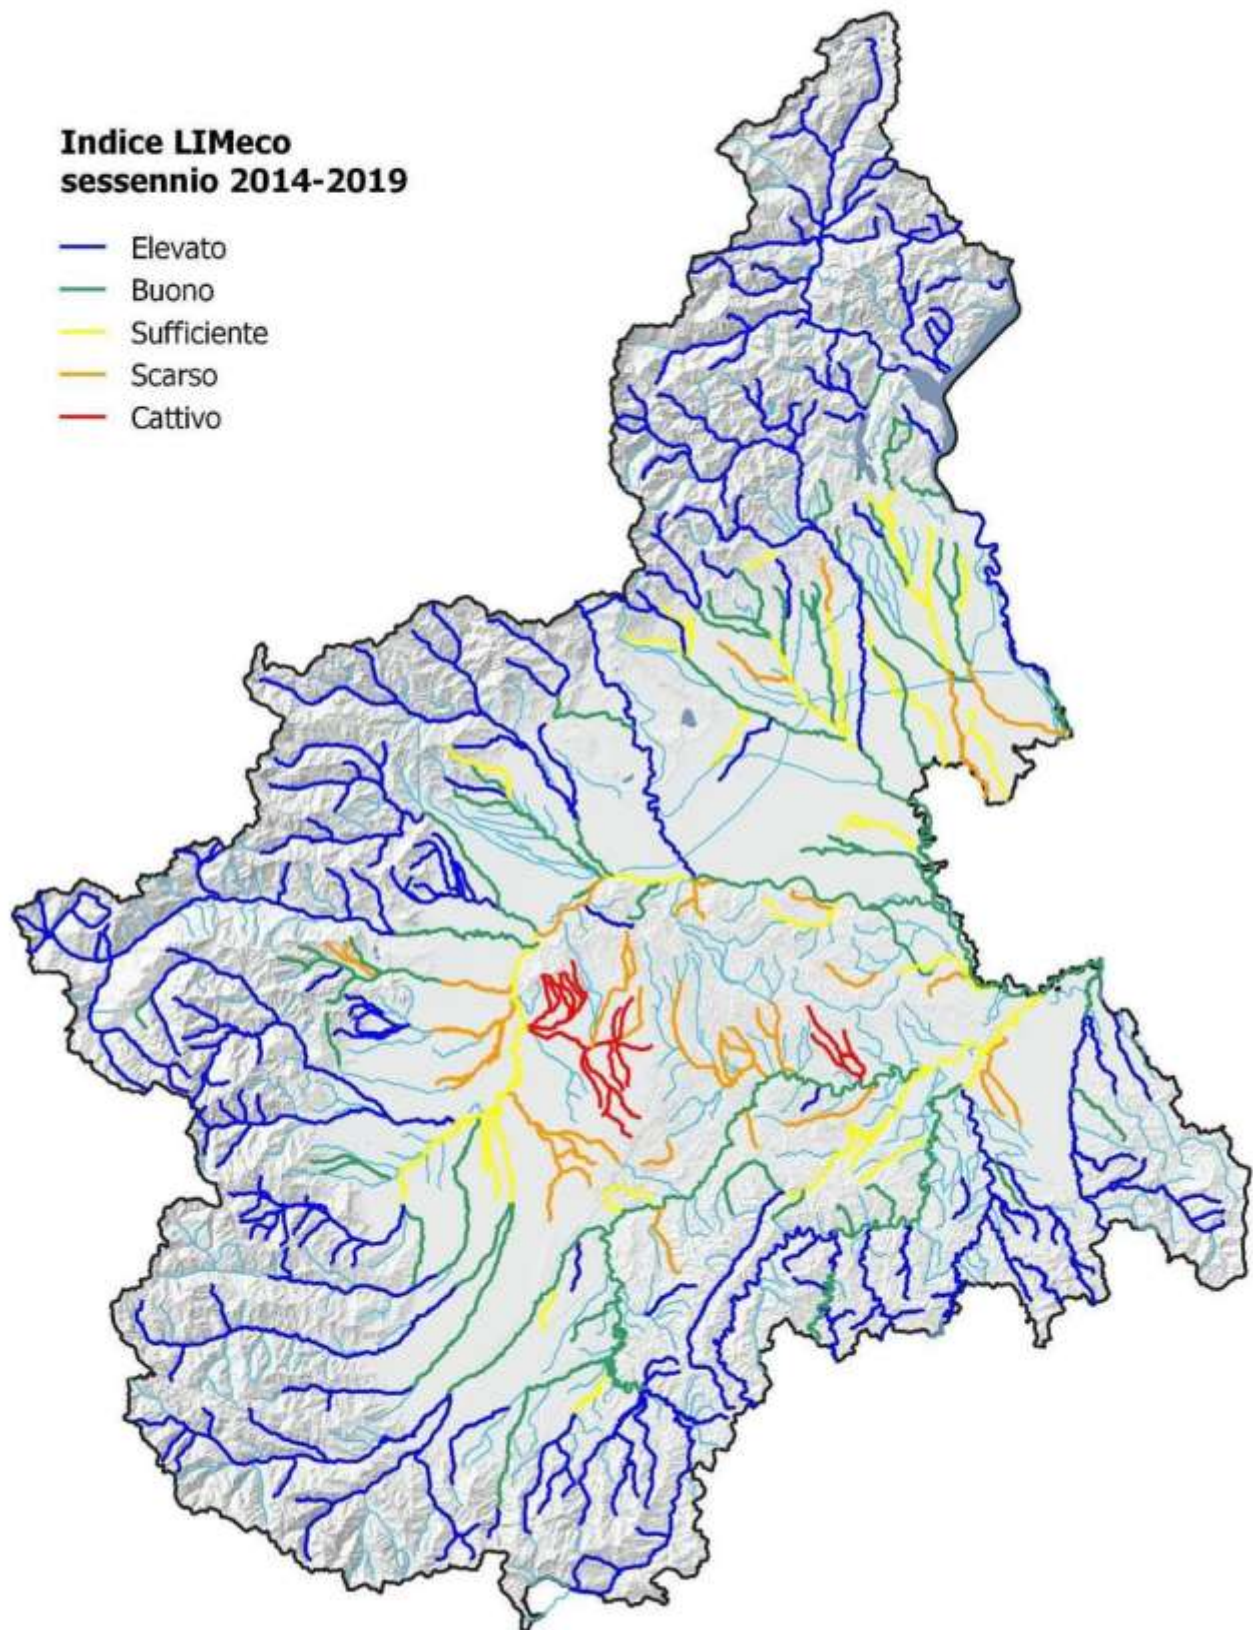 Indice LIMeco
sessennio 2014-2019
Elevato
Buono
Sufficiente
Scarso
Cattivo